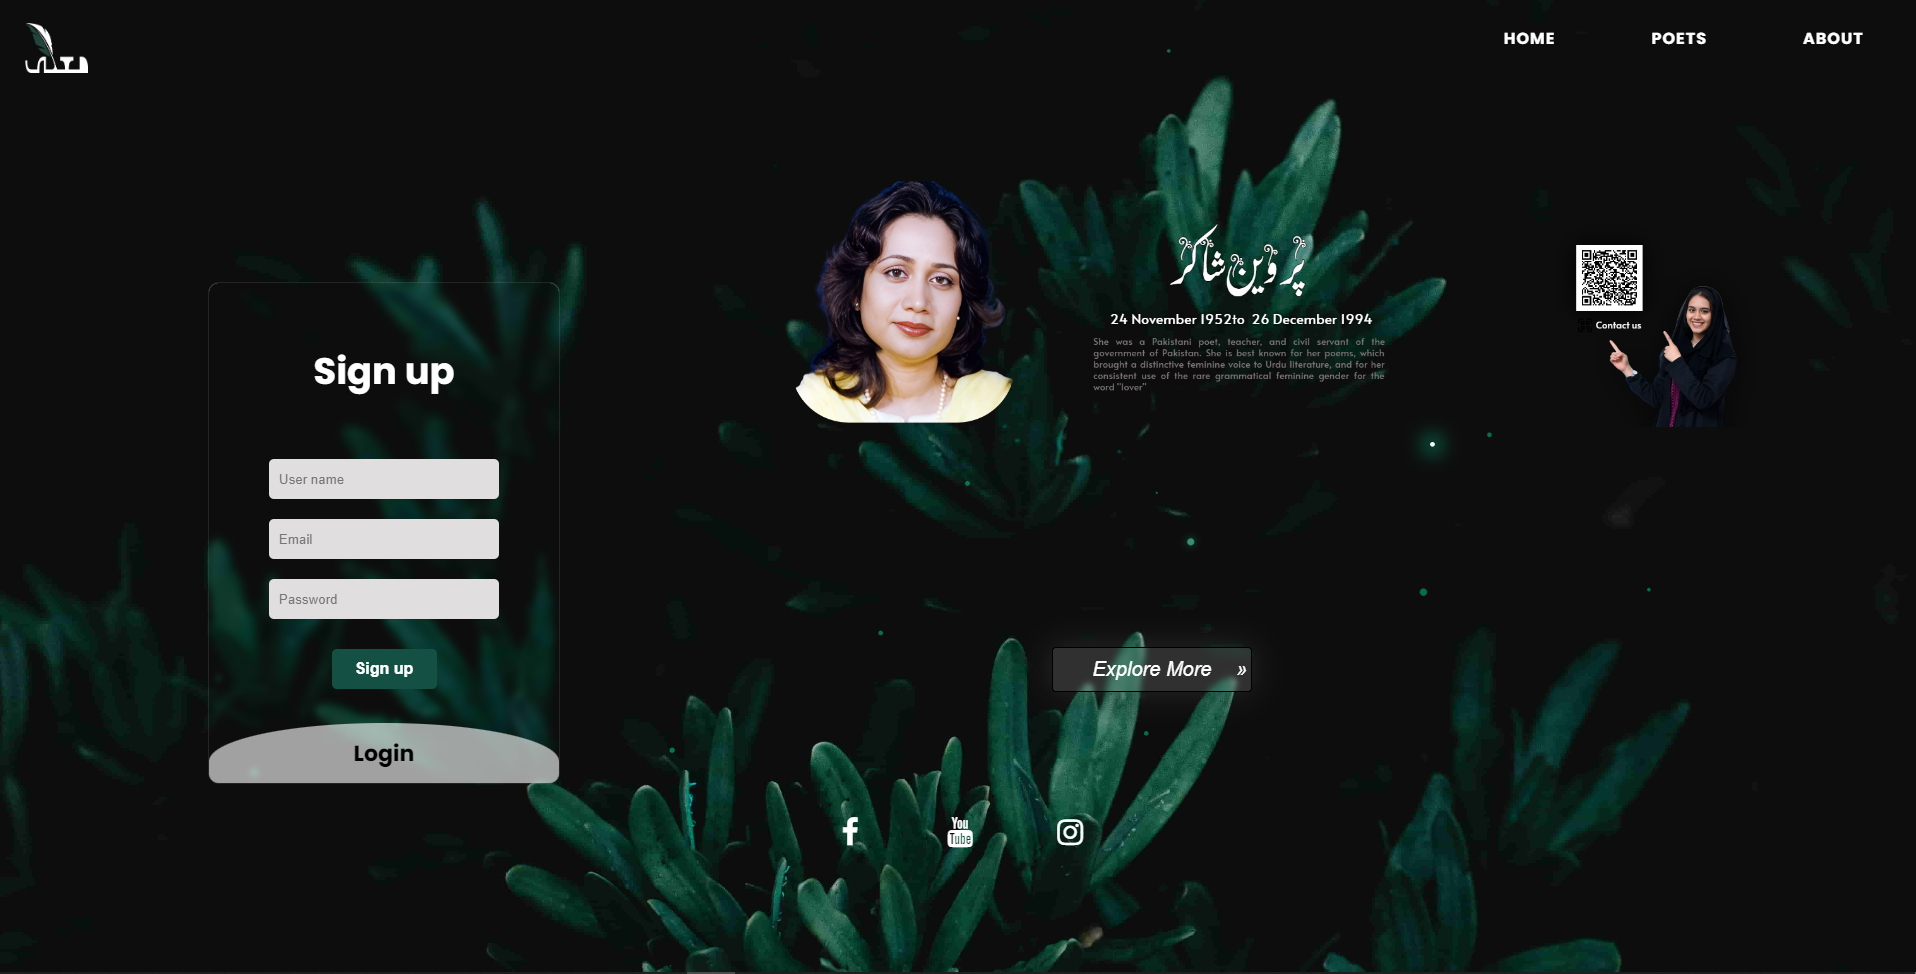 HOME
POETS
ABOUT
پروین شاکر
24 November 1952to 26 December 1994
She was a Pakistani poet, teacher, and civil servant of the
government of Pakistan. She is best known for her poems, which
brought a distinctive feminine voice to Urdu literature, and for her
consistent use of the rare grammatical feminine gender for the
word "lover"
Contact us
Sign up
User name
Email
Password
Sign up
Login
Explore More »
You
Tube